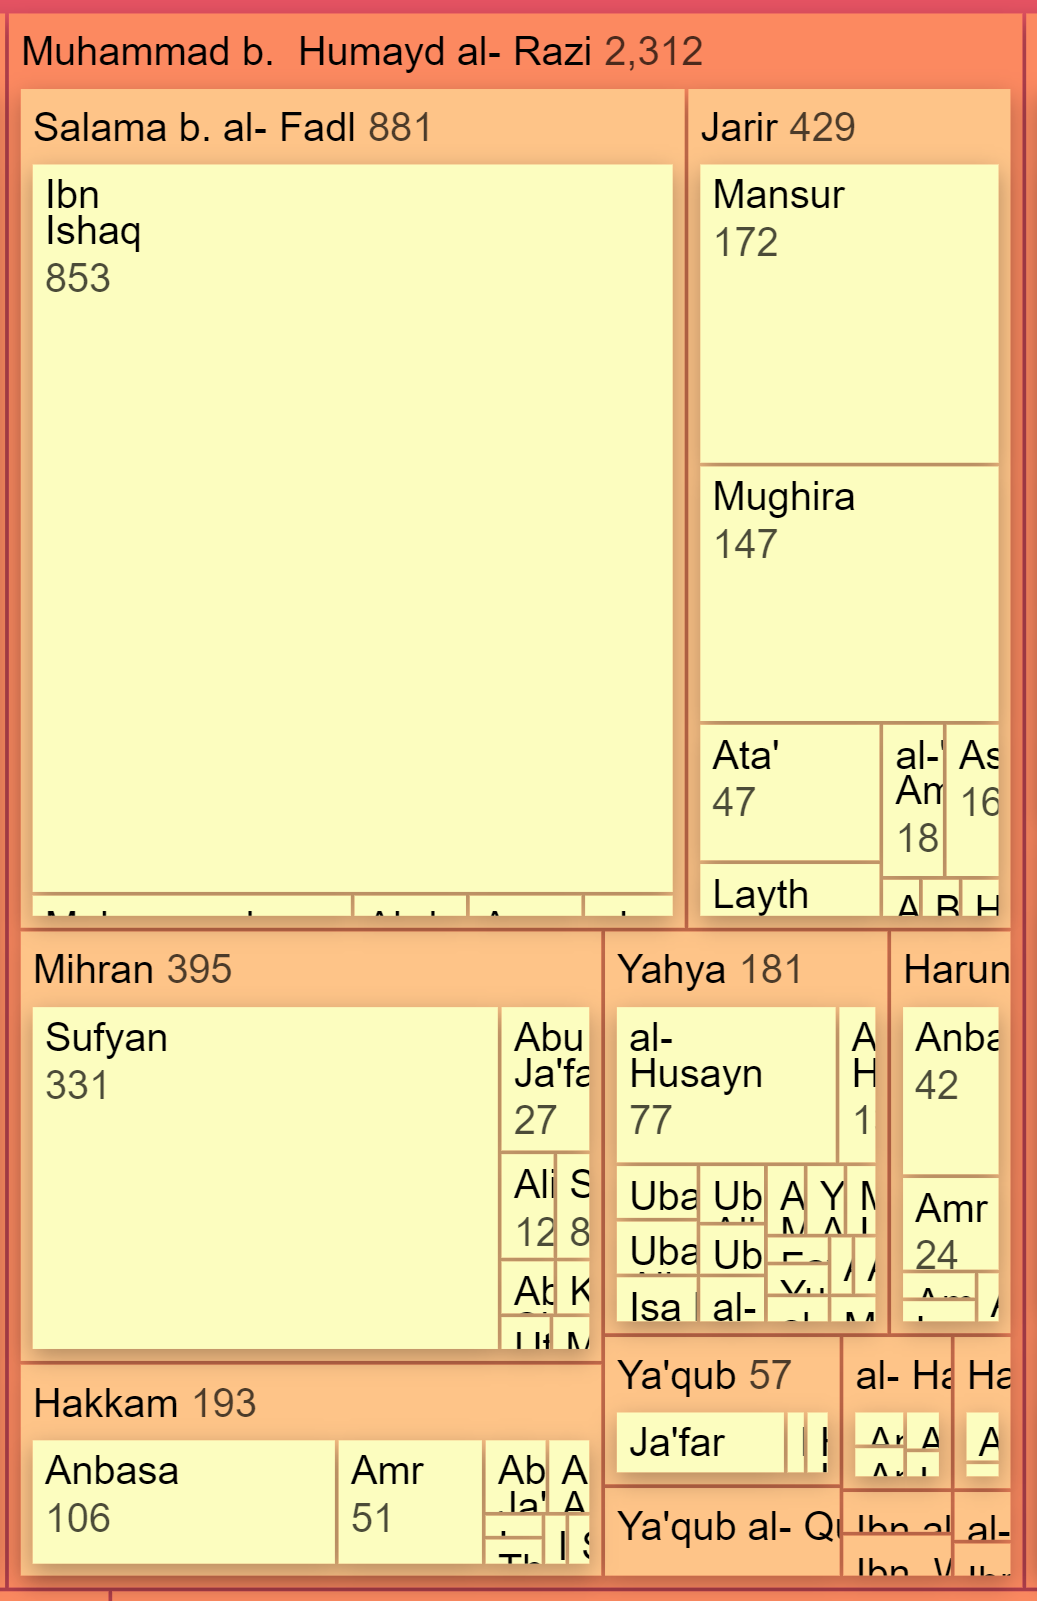 Muhammad b. Humayd al- Razi 2,312
Salama b. al- Fadl 881
Ibn
Ishaq
853
Jarir 429
Mansur
172
Mughira
147
Ata'
47
al-'
Am
18
As
16
Layth
A
B
H
Mihran 395
Sufyan
331
Abu
Ja'fa
27
Ali
12
S
8
Ab
K
Yahya 181
al-
Husayn
77
A
H
1
Uba
Ub
A
Y
Uba
Ub
Isa
al-
Harun
Anba
42
Amr
24
Hakkam 193
Anbasa
106
Amr
51
Ab
Ja'
A
A
Ya'qub 57
Ja'far
al- Ha
Ha
A
Ya'qub al- Qu
Ibn al
al-